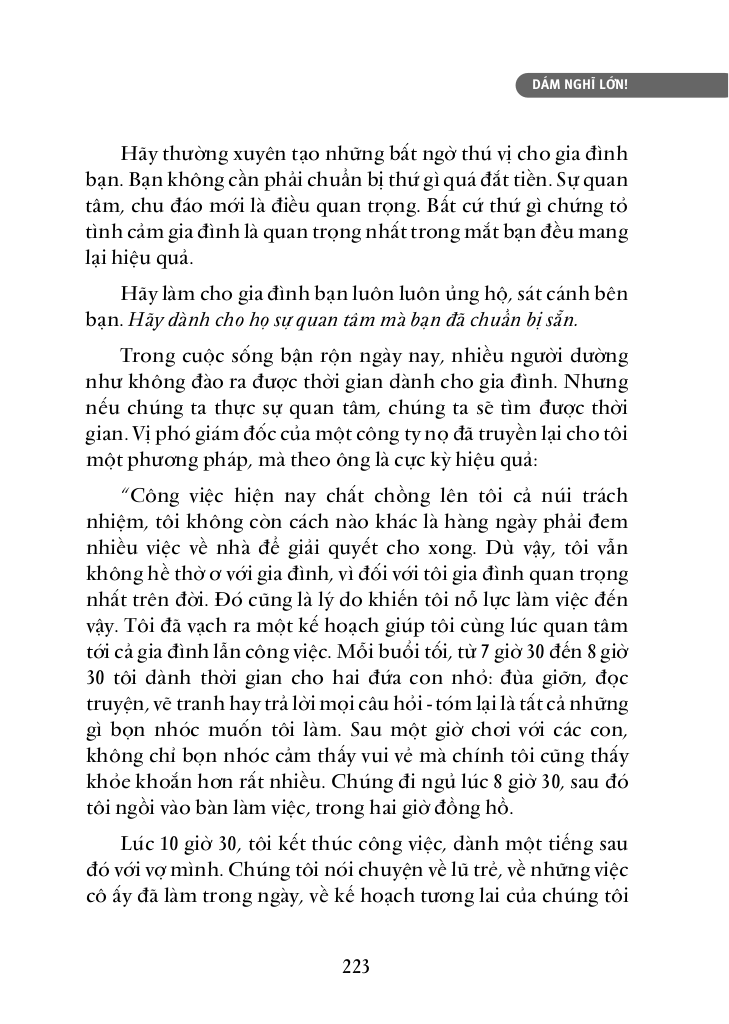 DÁM NGHĨ LỚN!
Hãy thường xuyên tạo những bất ngờ thú vị cho gia đình
bạn. Bạn không cần phải chuẩn bị thứ gì quá đắt tiền. Sự quan
tâm, chu đáo mới là điều quan trọng. Bất cứ thứ gì chứng tỏ
tình cảm gia đình là quan trọng nhất trong mắt bạn đều mang
lại hiệu quả.
Hãy làm cho gia đình bạn luôn luôn ủng hộ, sát cánh bên
bạn. Hãy dành cho họ sự quan tâm mà bạn đã chuẩn bị sẵn.
Trong cuộc sống bận rộn ngày nay, nhiều người dường
như không đào ra được thời gian dành cho gia đình. Nhưng
nếu chúng ta thực sự quan tâm, chúng ta sẽ tìm được thời
gian. Vị phó giám đốc của một công ty nọ đã truyền lại cho tôi
một phương pháp, mà theo ông là cực kỳ hiệu quả:
“Công việc hiện nay chất chồng lên tôi cả núi trách
nhiệm, tôi không còn cách nào khác là hàng ngày phải đem
nhiều việc về nhà để giải quyết cho xong. Dù vậy, tôi vẫn
không hề thờ ơ với gia đình, vì đối với tôi gia đình quan trọng
nhất trên đời. Đó cũng là lý do khiến tôi nỗ lực làm việc đến
vậy. Tôi đã vạch ra một kế hoạch giúp tôi cùng lúc quan tâm
tới cả gia đình lẫn công việc. Mỗi buổi tối, từ 7 giờ 30 đến 8 giờ
30 tôi dành thời gian cho hai đứa con nhỏ: đùa giỡn, đọc
truyện, vẽ tranh hay trả lời mọi câu hỏi - tóm lại là tất cả những
gì bọn nhóc muốn tôi làm. Sau một giờ chơi với các con,
không chỉ bọn nhóc cảm thấy vui vẻ mà chính tôi cũng thấy
khỏe khoắn hơn rất nhiều. Chúng đi ngủ lúc 8 giờ 30, sau đó
tôi ngồi vào bàn làm việc, trong hai giờ đồng hồ.
Lúc 10 giờ 30, tôi kết thúc công việc, dành một tiếng sau
đó với vợ mình. Chúng tôi nói chuyện về lũ trẻ, về những việc
cô ấy đã làm trong ngày, về kế hoạch tương lai của chúng tôi
223